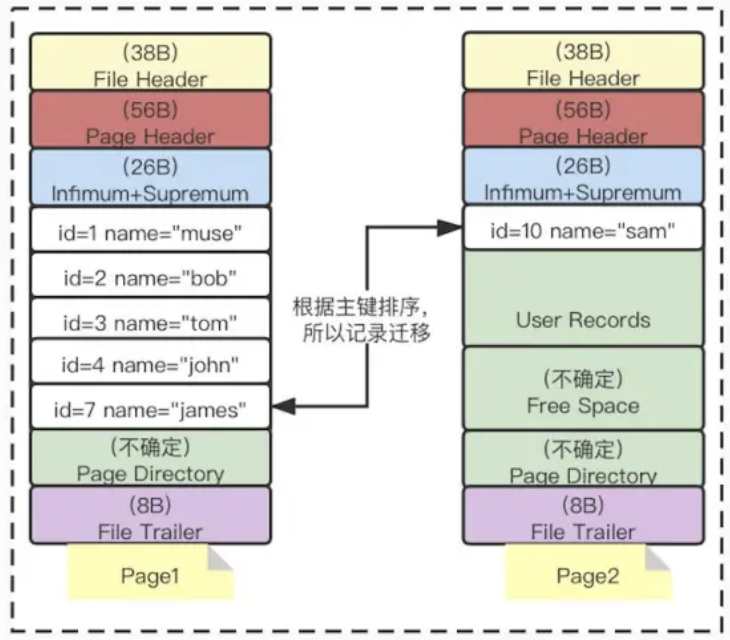 (38B)
File Header
(56B)
Page Header
(26B)
Infimum+Supremum
id=1 name="muse"
id=2 name="bob"
id=3 name="tom"
id=4 name="john"
id=7 name="james"
(不确定)
Page Directory
(8B)
File Trailer
Page1
根据主键排序，
所以记录迁移
(38B)
File Header
(56B)
Page Header
(26B)
Infimum+Supremum
id=10 name="sam"
User Records
(不确定)
Free Space
(不确定)
Page Directory
(8B)
File Trailer
Page2